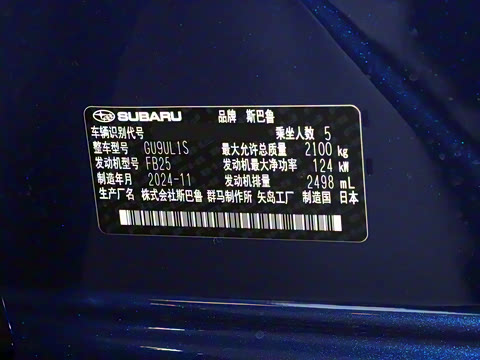 SUBARU 品牌 斯巴鲁
车辆识别代号 乘坐人数 5
整车型号 GU9UL1S 最大允许总质量 2100 kg
发动机型号 FB25 发动机最大净功率 124 kW
制造年月 2024-11 发动机排量 2498 mL
生产厂名 株式会社斯巴鲁 群马制作所 矢岛工厂 制造国 日本